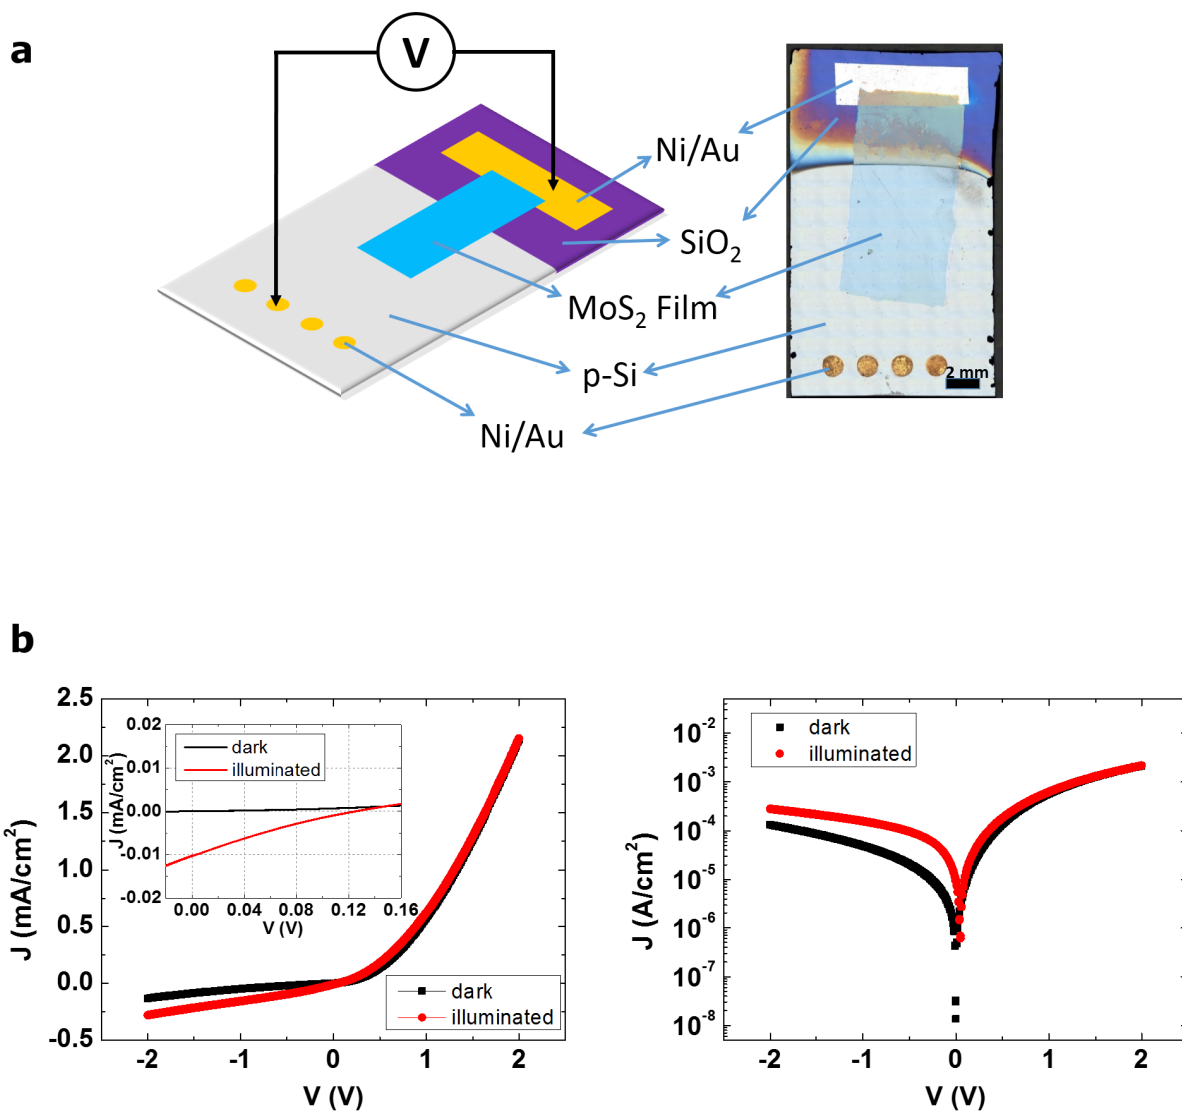 a
V
Ni/Au
SiO₂
MoS₂ Film
p-Si
Ni/Au
2 mm
b
2.5
2.0
1.5
1.0
0.5
0.0
-0.5
J (mA/cm²)
-2
-1
0
1
2
V (V)
dark
illuminated
0.02
0.01
0.00
-0.01
-0.02
J (mA/cm²)
0.00
0.04
0.08
0.12
0.16
V (V)
dark
illuminated
10⁻²
10⁻³
10⁻⁴
10⁻⁵
10⁻⁶
10⁻⁷
10⁻⁸
J (A/cm²)
-2
-1
0
1
2
V (V)
dark
illuminated